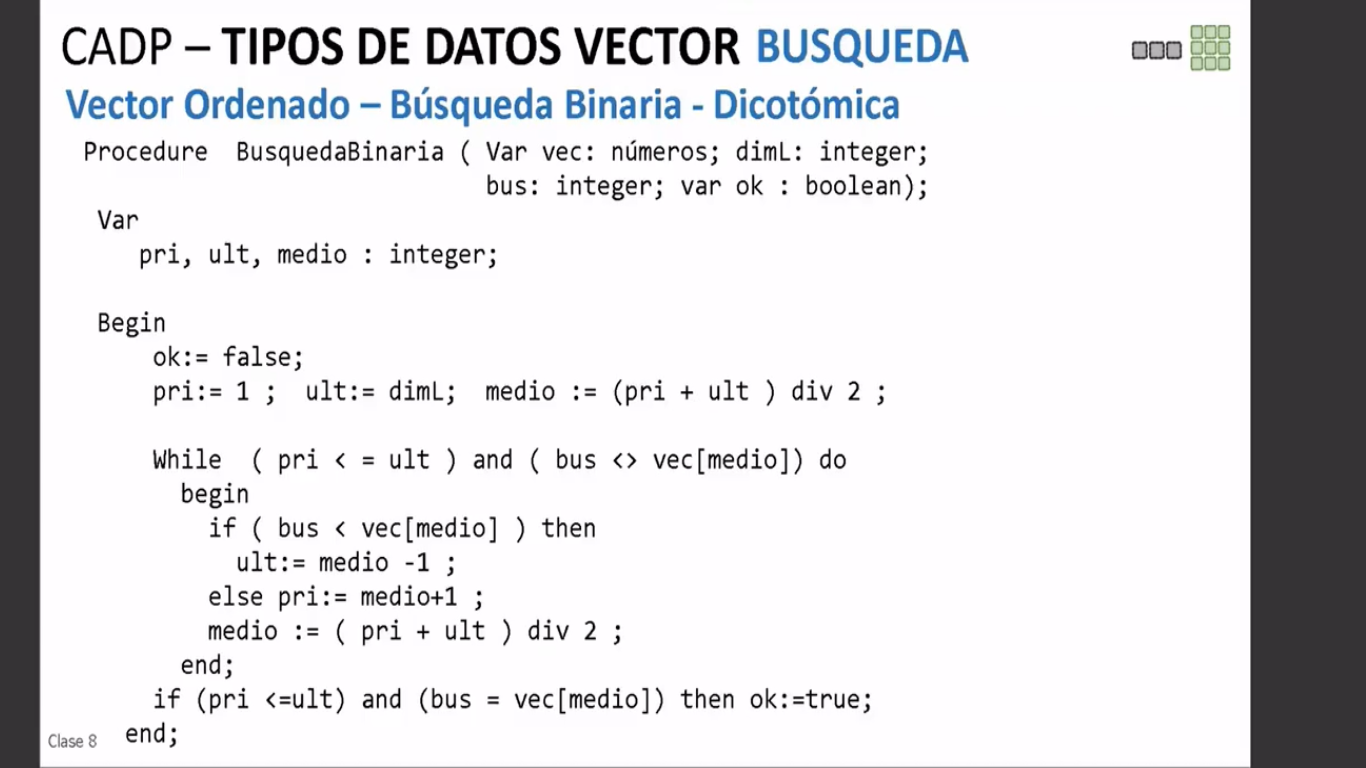 CADP – TIPOS DE DATOS VECTOR BUSQUEDA
Vector Ordenado – Búsqueda Binaria - Dicotómica
Procedure BusquedaBinaria ( Var vec: números; dimL: integer;
bus: integer; var ok : boolean);
Var
pri, ult, medio : integer;
Begin
ok:= false;
pri:= 1 ; ult:= dimL; medio := (pri + ult ) div 2 ;
While ( pri < = ult ) and ( bus <> vec[medio]) do
begin
if ( bus < vec[medio] ) then
ult:= medio -1 ;
else pri:= medio+1 ;
medio := ( pri + ult ) div 2 ;
end;
if (pri <=ult) and (bus = vec[medio]) then ok:=true;
end;
Clase 8